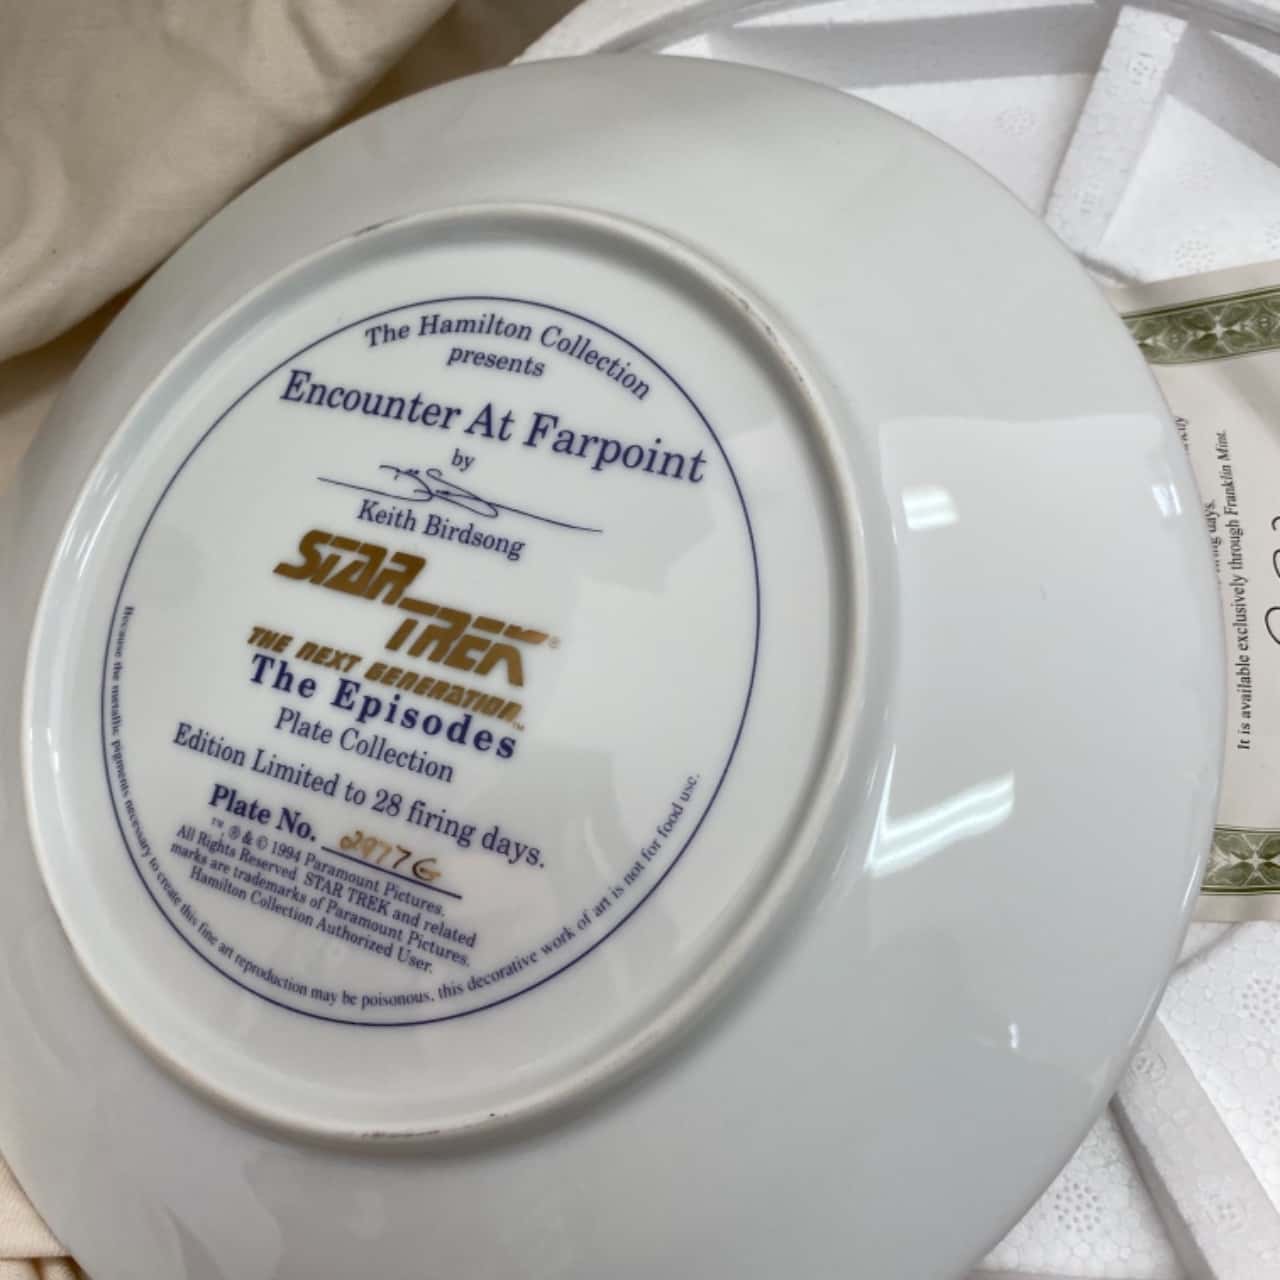 The Hamilton Collection
presents
Encounter At Farpoint
by
Keith Birdsong
STAR
TREK®
THE NEXT GENERATION™
The Episodes
Plate Collection
Edition Limited to 28 firing days.
Plate No. 2977G
™ ® & © 1994 Paramount Pictures.
All Rights Reserved. STAR TREK and related
marks are trademarks of Paramount Pictures.
Hamilton Collection Authorized User.
Because the metallic pigments necessary to create this fine art reproduction may be poisonous, this decorative work of art is not for food use.
days.
It is available exclusively through Franklin Mint.